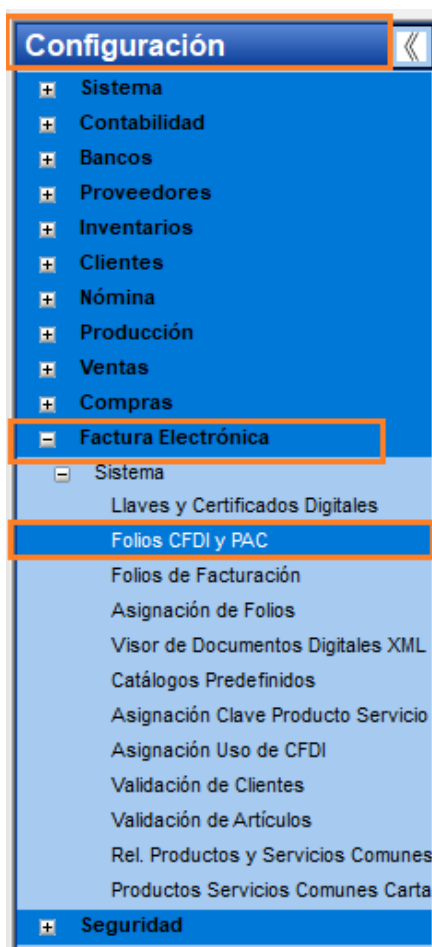 Configuración
Sistema
Contabilidad
Bancos
Proveedores
Inventarios
Clientes
Nómina
Producción
Ventas
Compras
Factura Electrónica
Sistema
Llaves y Certificados Digitales
Folios CFDI y PAC
Folios de Facturación
Asignación de Folios
Visor de Documentos Digitales XML
Catálogos Predefinidos
Asignación Clave Producto Servicio
Asignación Uso de CFDI
Validación de Clientes
Validación de Artículos
Rel. Productos y Servicios Comunes
Productos Servicios Comunes Carta
Seguridad